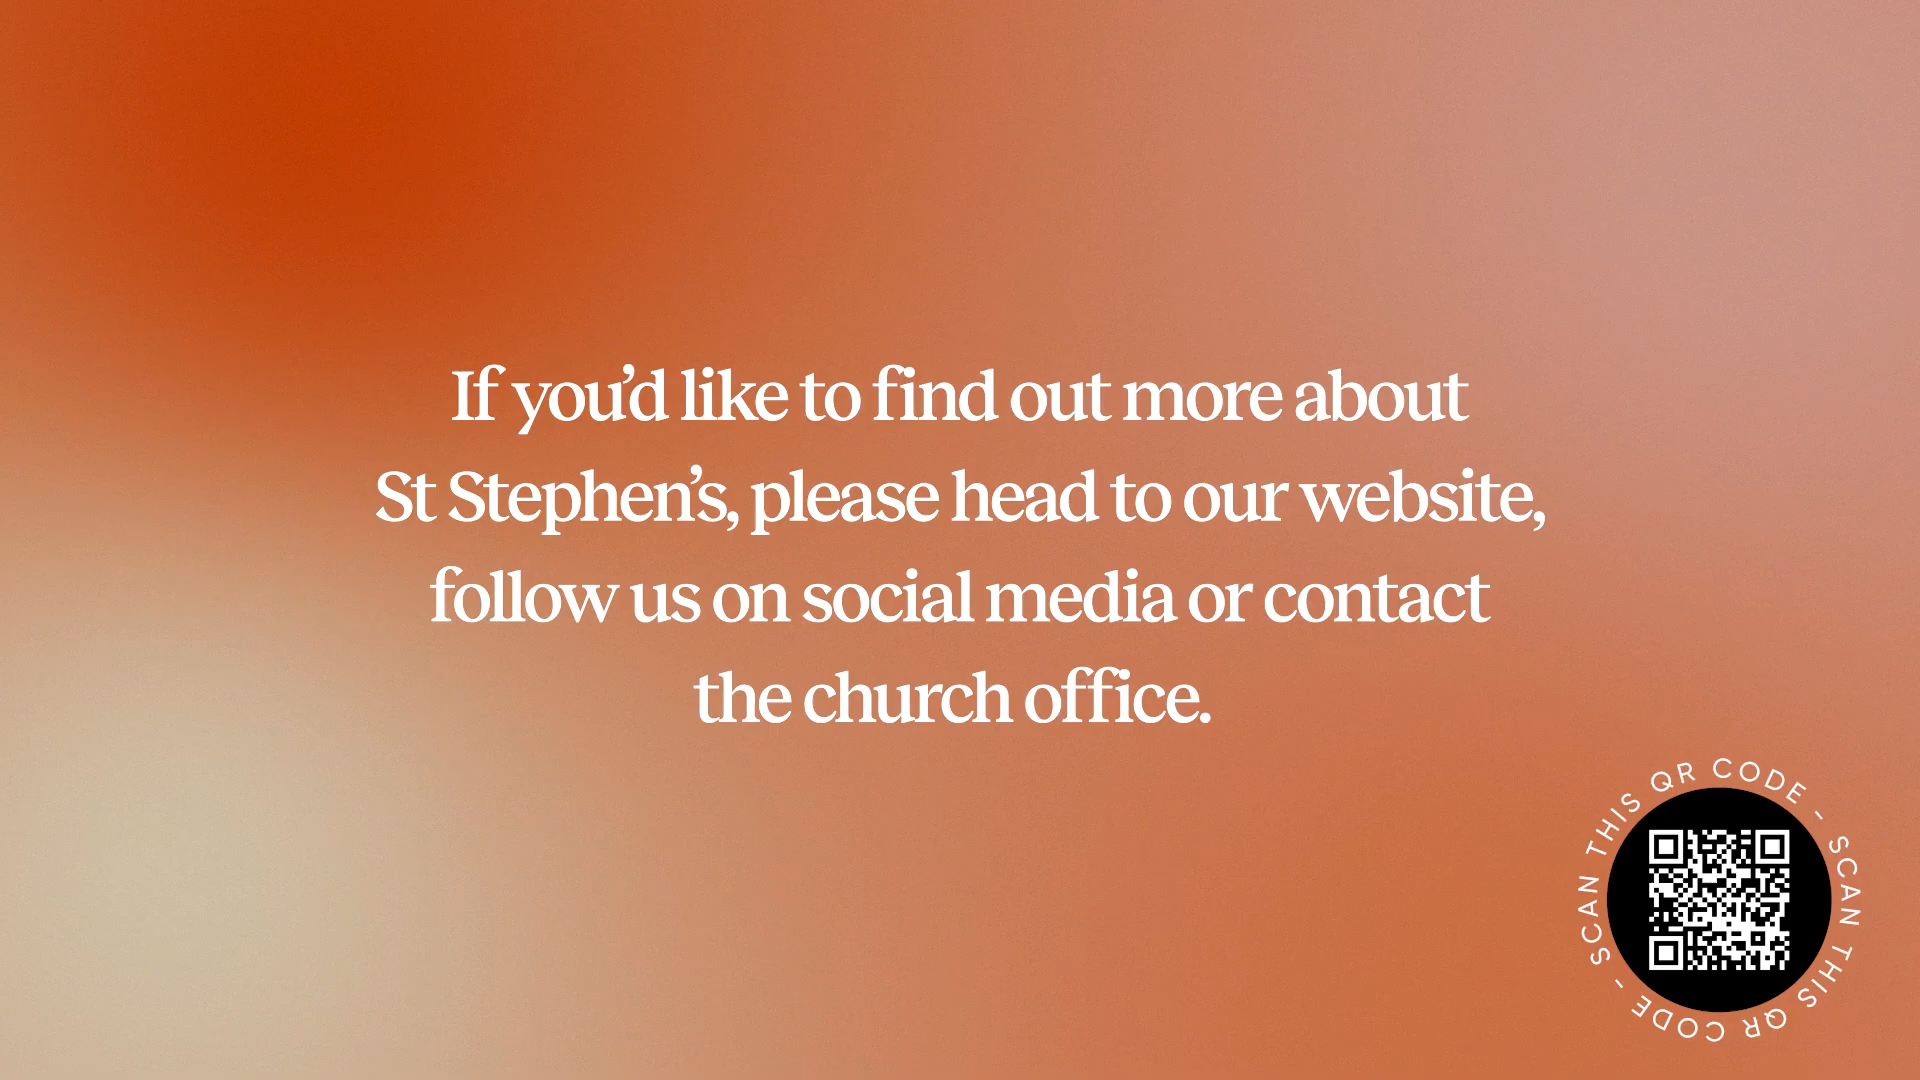 If you’d like to find out more about
St Stephen’s, please head to our website,
follow us on social media or contact
the church office.
SCAN THIS QR CODE - SCAN THIS QR CODE -